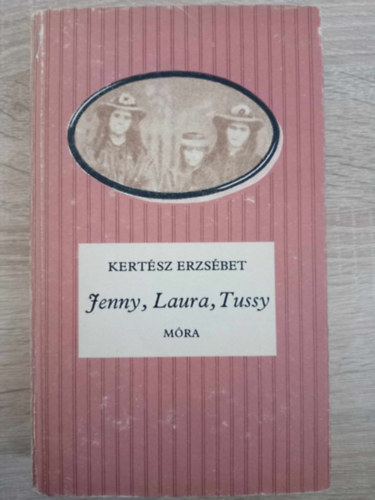 KERTÉSZ ERZSÉBET
Jenny, Laura, Tussy
MÓRA